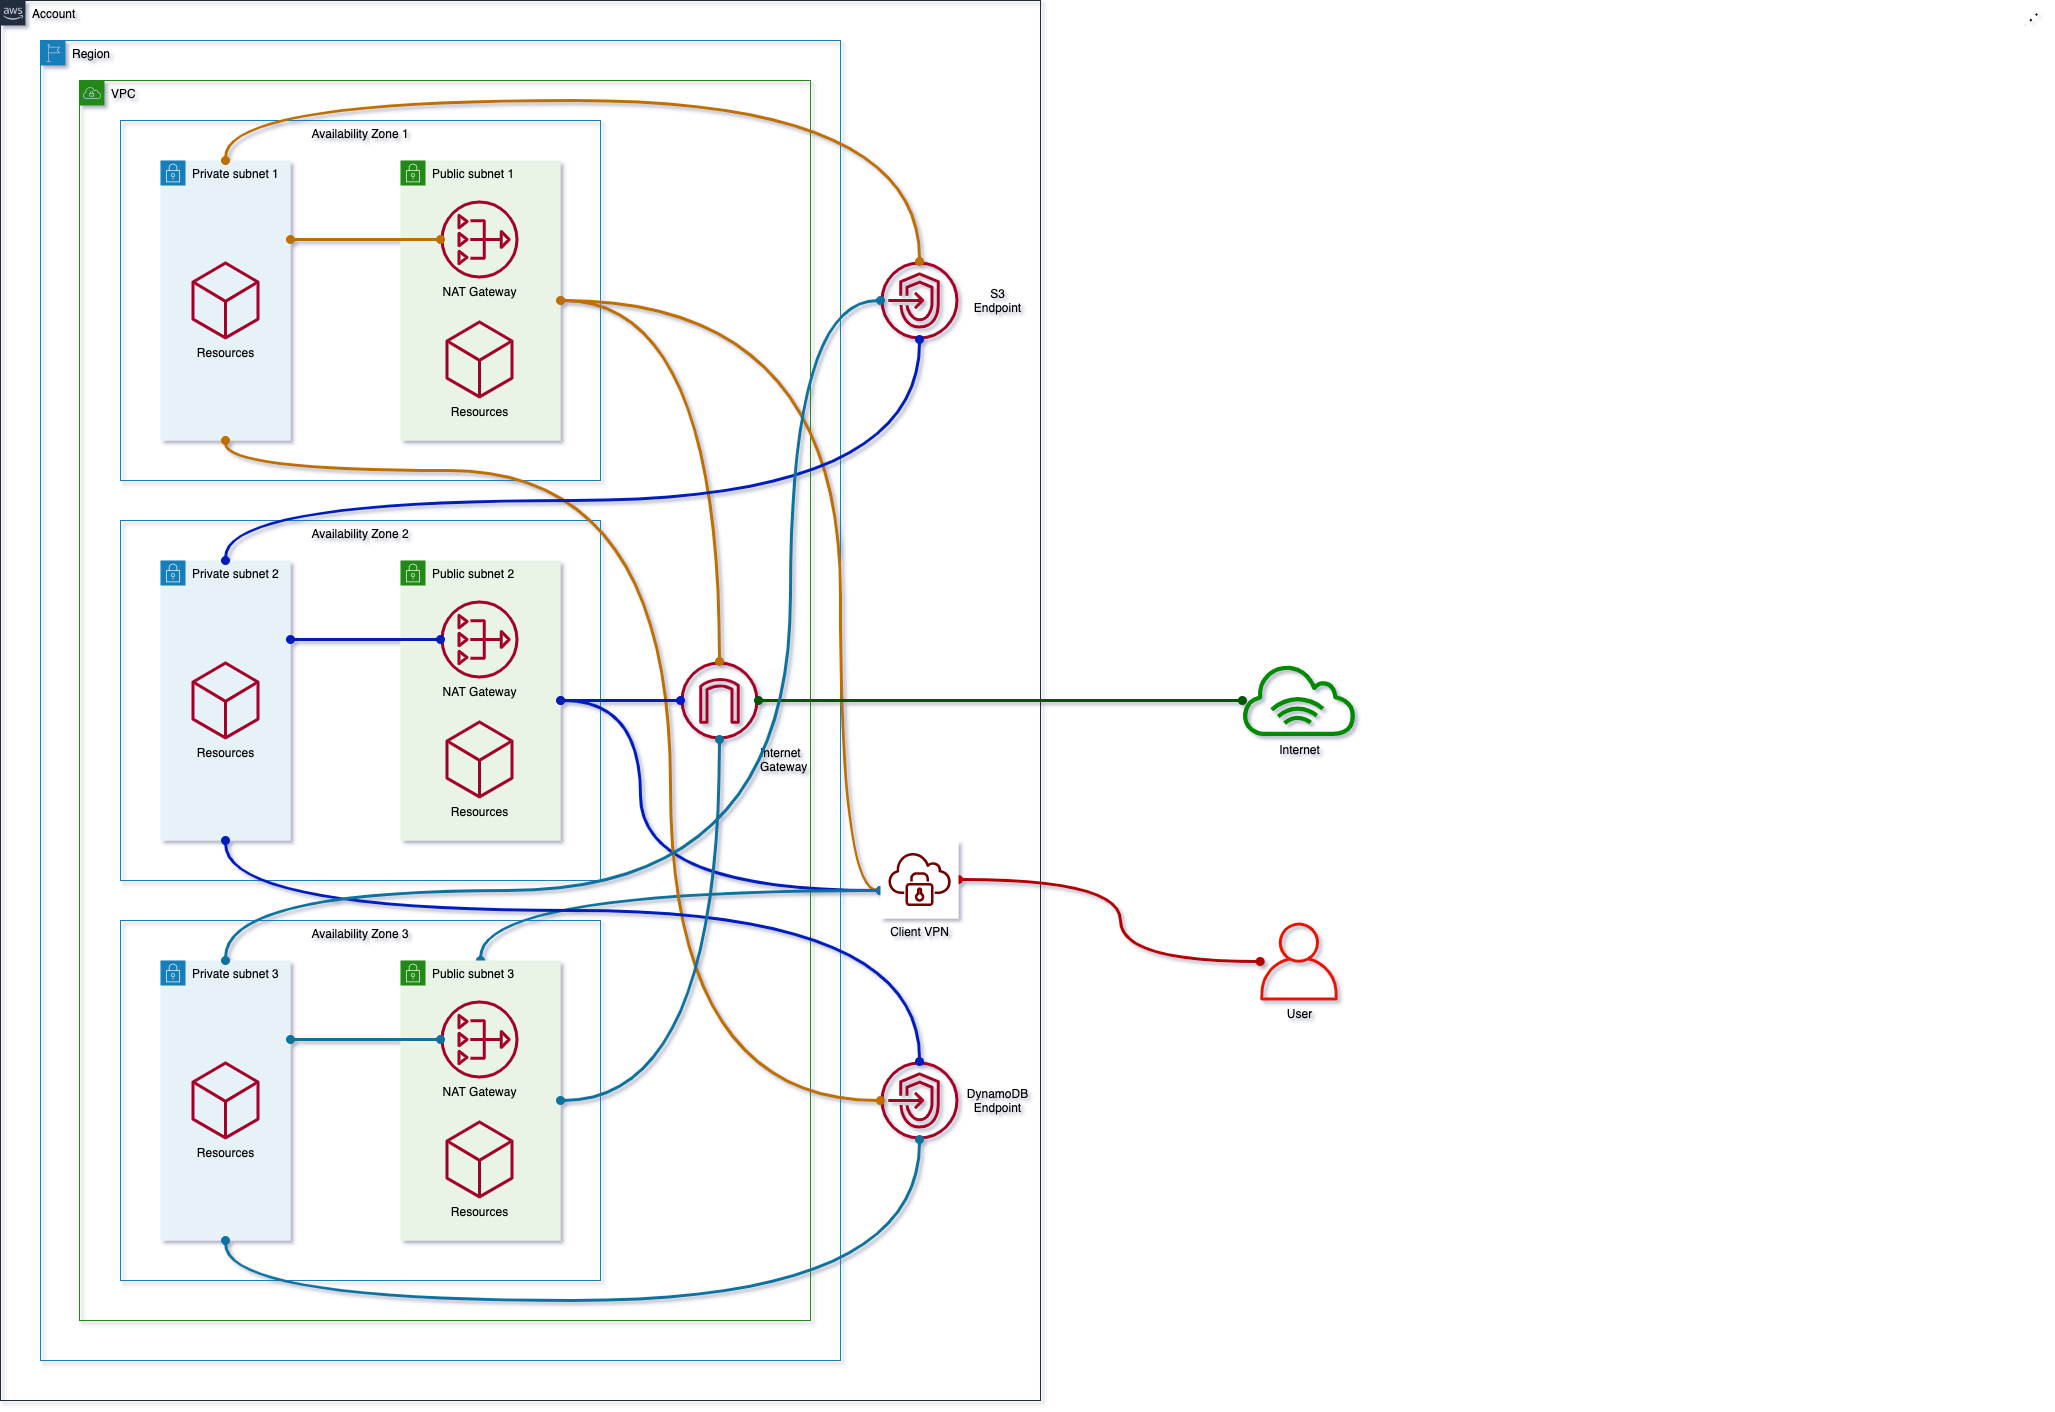 aws
Account
Region
VPC
Availability Zone 1
Private subnet 1
Public subnet 1
NAT Gateway
Resources
Resources
S3
Endpoint
Availability Zone 2
Private subnet 2
Public subnet 2
NAT Gateway
Resources
Resources
Internet
Gateway
Internet
Client VPN
Availability Zone 3
Private subnet 3
Public subnet 3
NAT Gateway
Resources
Resources
User
DynamoDB
Endpoint